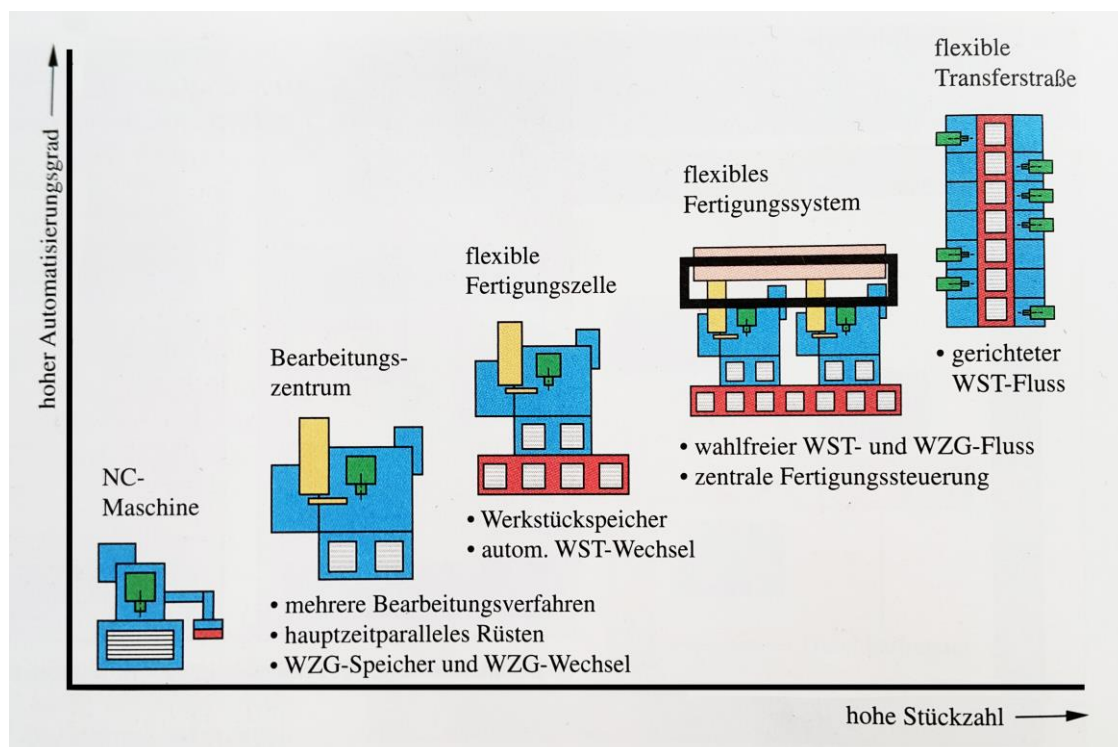 hoher Automatisierungsgrad
NC-
Maschine
Bearbeitungs-
zentrum
• mehrere Bearbeitungsverfahren
• hauptzeitparalleles Rüsten
• WZG-Speicher und WZG-Wechsel
flexible
Fertigungszelle
• Werkstückspeicher
• autom. WST-Wechsel
flexibles
Fertigungssystem
• wahlfreier WST- und WZG-Fluss
• zentrale Fertigungssteuerung
flexible
Transferstraße
• gerichteter
WST-Fluss
hohe Stückzahl